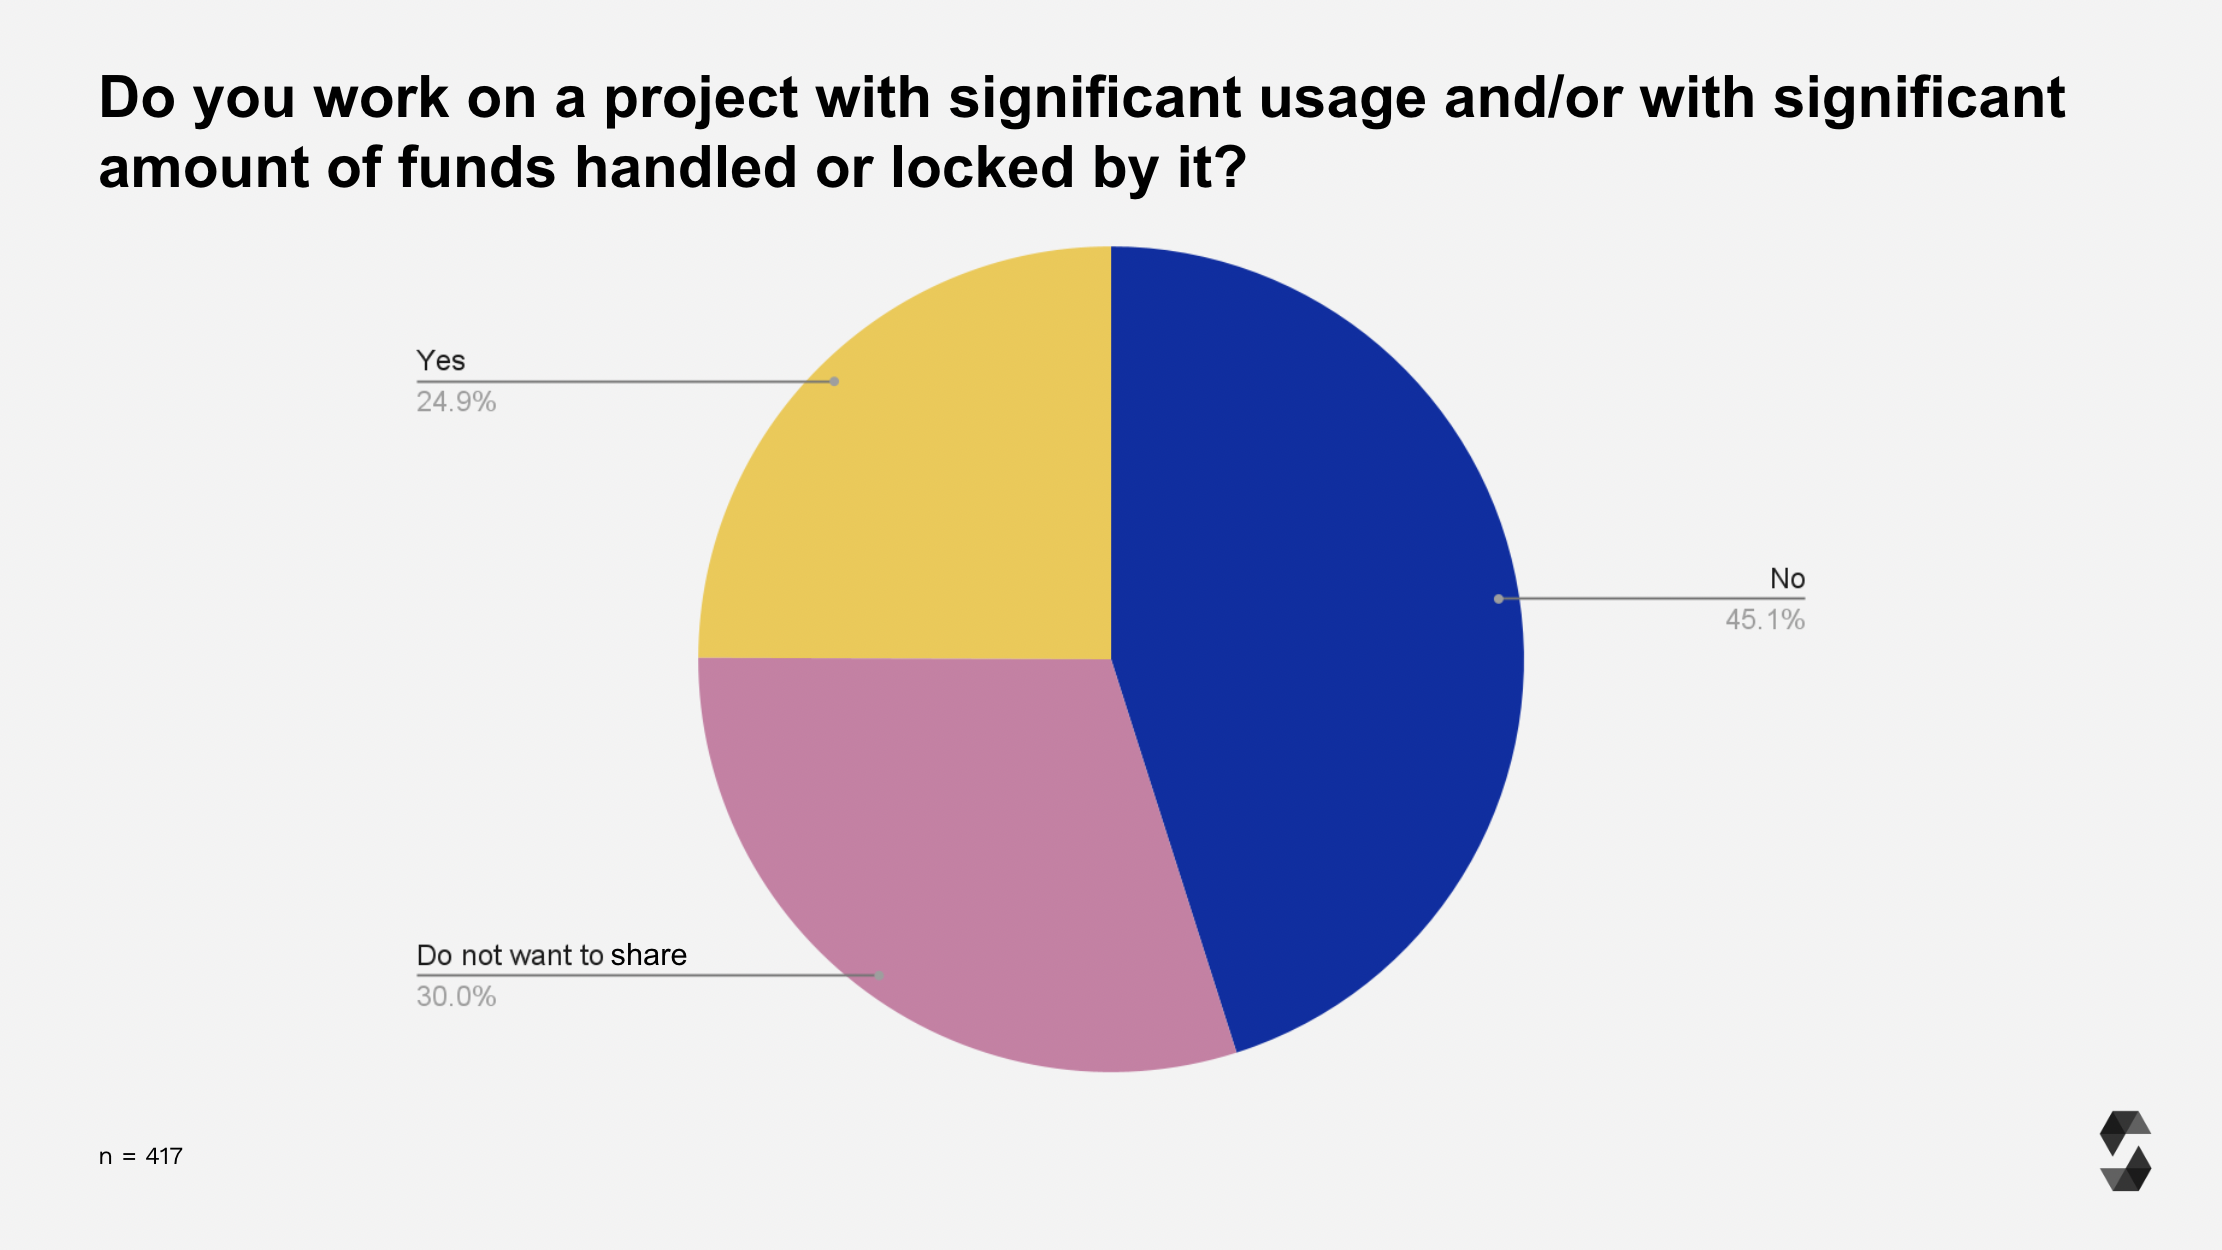 Do you work on a project with significant usage and/or with significant
amount of funds handled or locked by it?
Yes
24.9%
No
45.1%
Do not want to share
30.0%
n = 417